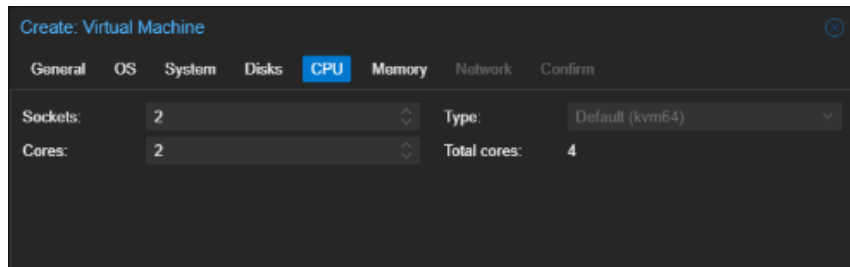 Create: Virtual Machine
General OS System Disks CPU Memory Network Confirm
Sockets: 2 Type: Default (kvm64)
Cores: 2 Total cores: 4